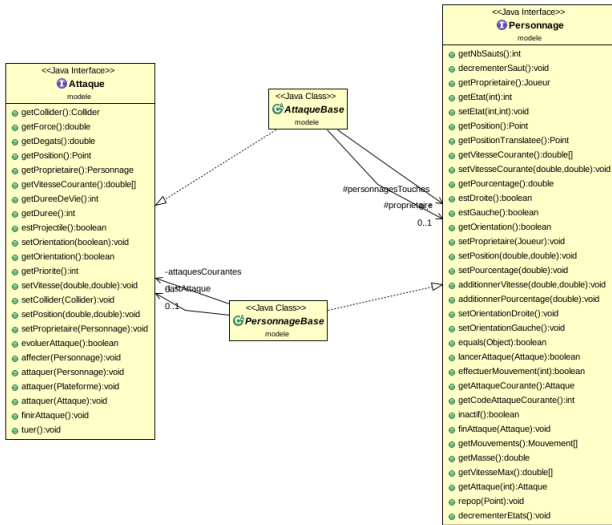 <<Java Interface>>
Attaque
modele
getCollider():Collider
getForce():double
getDegats():double
getPosition():Point
getProprietaire():Personnage
getVitesseCourante():double[]
getDureeDeVie():int
getDuree():int
estProjectile():boolean
setOrientation(boolean):void
getOrientation():boolean
getPriorite():int
setVitesse(double,double):void
setCollider(Collider):void
setPosition(double,double):void
setProprietaire(Personnage):void
evoluerAttaque():boolean
affecter(Personnage):void
attaquer(Personnage):void
attaquer(Plateforme):void
attaquer(Attaque):void
finirAttaque():void
tuer():void
<<Java Class>>
AttaqueBase
modele
#personnagesTouches
#proprietaire
0..1
-attaquesCourantes
0..1
<<Java Class>>
PersonnageBase
modele
<<Java Interface>>
Personnage
modele
getNbSauts():int
decrementerSaut():void
getProprietaire():Joueur
getEtat(int):int
setEtat(int,int):void
getPosition():Point
getPositionTranslatee():Point
getVitesseCourante():double[]
setVitesseCourante(double,double):void
getPourcentage():double
estDroite():boolean
estGauche():boolean
getOrientation():boolean
setProprietaire(Joueur):void
setPosition(double,double):void
setPourcentage(double):void
additionnerVitesse(double,double):void
additionnerPourcentage(double):void
setOrientationDroite():void
setOrientationGauche():void
equals(Object):boolean
lancerAttaque(Attaque):boolean
effectuerMouvement(int):boolean
getAttaqueCourante():Attaque
getCodeAttaqueCourante():int
inactif():boolean
finAttaque(Attaque):void
getMouvements():Mouvement[]
getMasse():double
getVitesseMax():double[]
getAttaque(int):Attaque
repop(Point):void
decrementerEtats():void